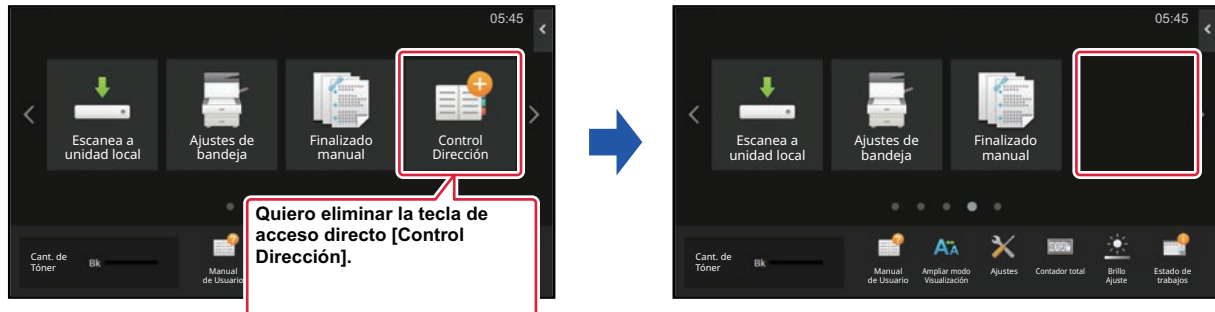 05:45
Escanea a
unidad local
Ajustes de
bandeja
Finalizado
manual
Control
Dirección
Quiero eliminar la tecla de
acceso directo [Control
Dirección].
Cant. de
Tóner
Bk
Manual
de Usuario
05:45
Escanea a
unidad local
Ajustes de
bandeja
Finalizado
manual
Cant. de
Tóner
Bk
Manual
de Usuario
Ampliar modo
Visualización
Ajustes
Contador total
Brillo
Ajuste
Estado de
trabajos